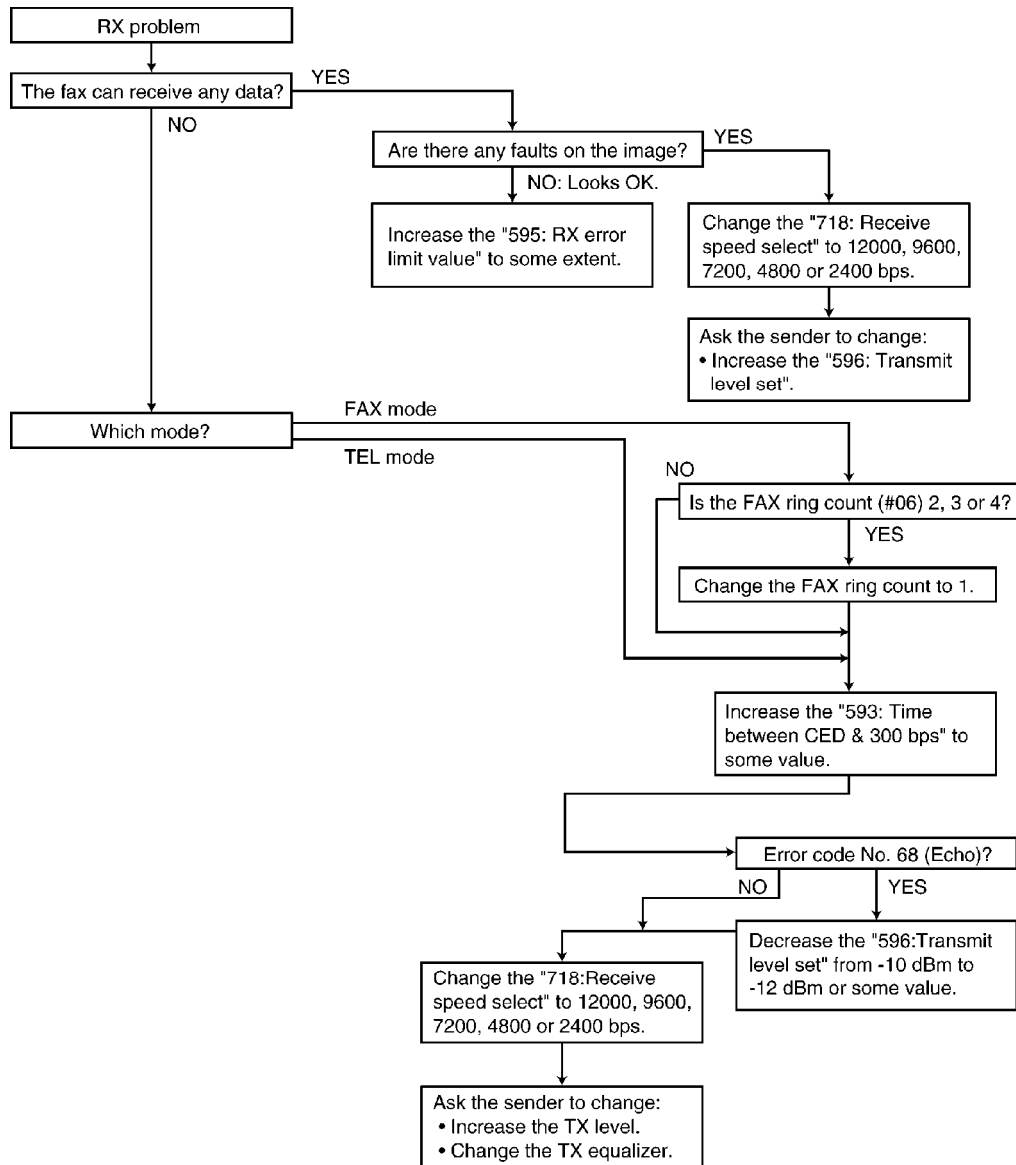 RX problem
The fax can receive any data?
YES
NO
Are there any faults on the image?
YES
NO: Looks OK.
Increase the "595: RX error
limit value" to some extent.
Change the "718: Receive
speed select" to 12000, 9600,
7200, 4800 or 2400 bps.
Ask the sender to change:
• Increase the "596: Transmit
level set".
Which mode?
FAX mode
TEL mode
NO
Is the FAX ring count (#06) 2, 3 or 4?
YES
Change the FAX ring count to 1.
Increase the "593: Time
between CED & 300 bps" to
some value.
Error code No. 68 (Echo)?
NO
YES
Decrease the "596:Transmit
level set" from -10 dBm to
-12 dBm or some value.
Change the "718:Receive
speed select" to 12000, 9600,
7200, 4800 or 2400 bps.
Ask the sender to change:
• Increase the TX level.
• Change the TX equalizer.